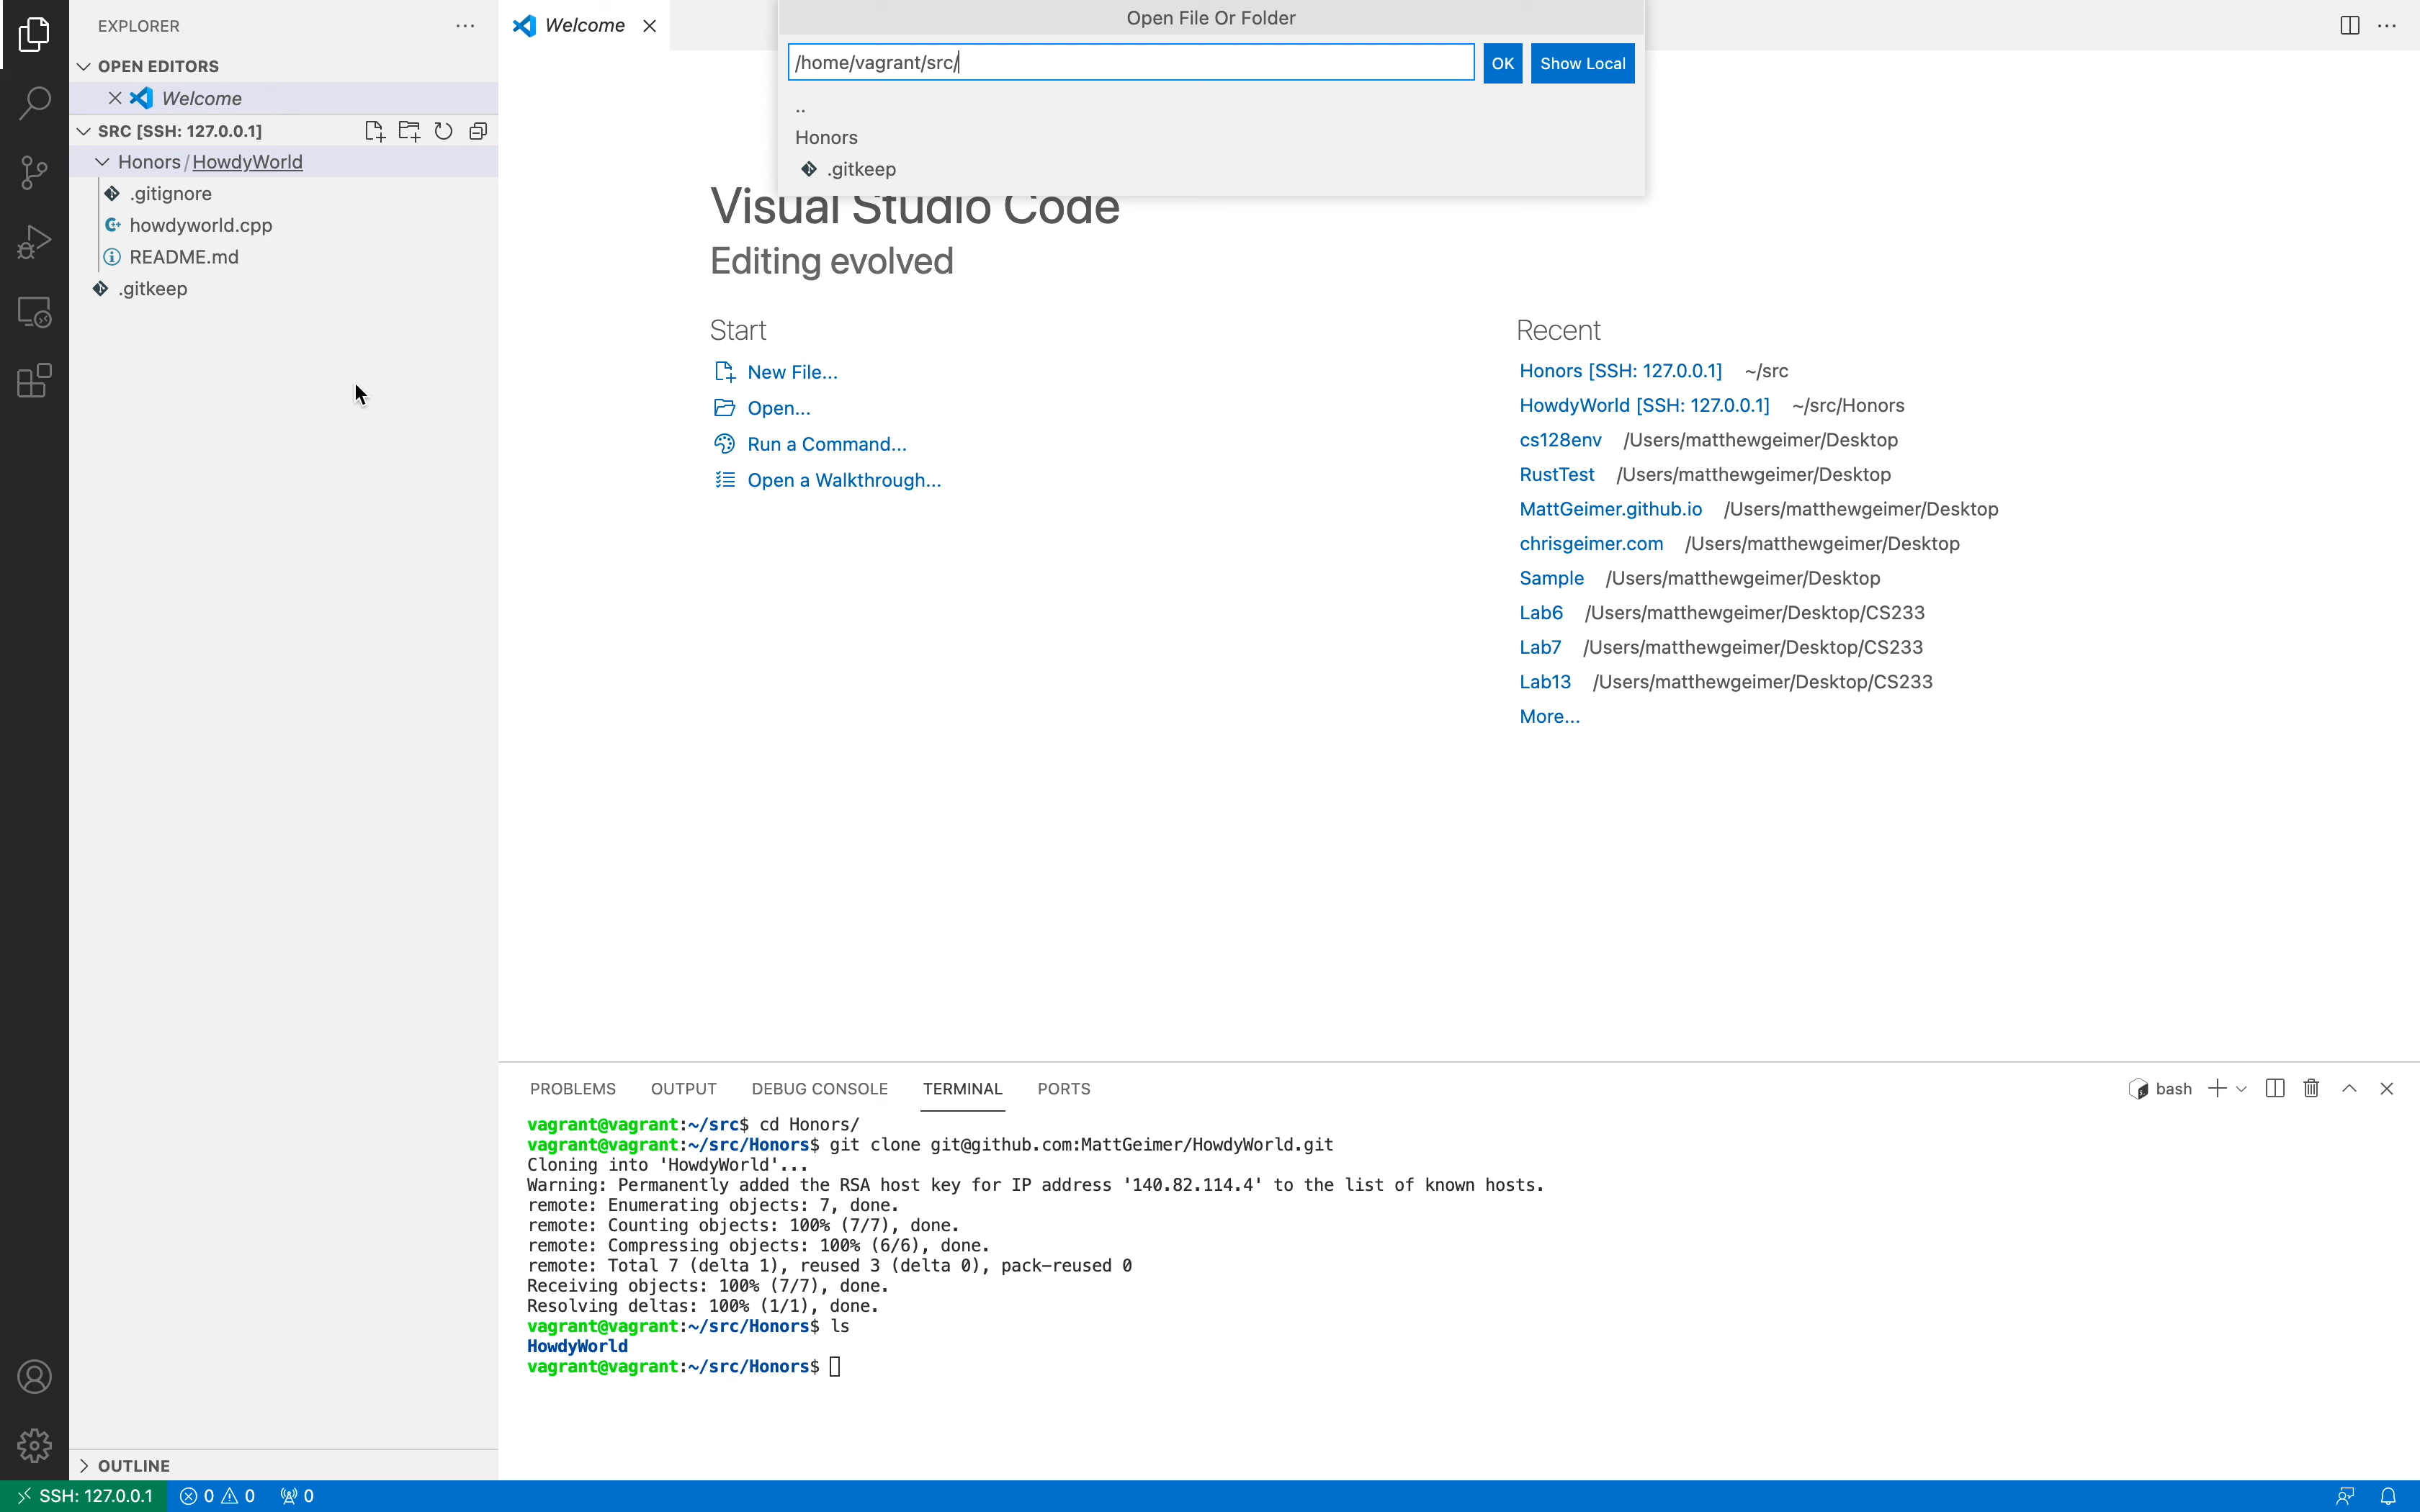 EXPLORER
OPEN EDITORS
Welcome
SRC [SSH: 127.0.0.1]
Honors / HowdyWorld
.gitignore
howdyworld.cpp
README.md
.gitkeep
OUTLINE
Welcome
Open File Or Folder
/home/vagrant/src/
OK
Show Local
..
Honors
.gitkeep
Visual Studio Code
Editing evolved
Start
New File...
Open...
Run a Command...
Open a Walkthrough...
Recent
Honors [SSH: 127.0.0.1] ~/src
HowdyWorld [SSH: 127.0.0.1] ~/src/Honors
cs128env /Users/matthewgeimer/Desktop
RustTest /Users/matthewgeimer/Desktop
MattGeimer.github.io /Users/matthewgeimer/Desktop
chrisgeimer.com /Users/matthewgeimer/Desktop
Sample /Users/matthewgeimer/Desktop
Lab6 /Users/matthewgeimer/Desktop/CS233
Lab7 /Users/matthewgeimer/Desktop/CS233
Lab13 /Users/matthewgeimer/Desktop/CS233
More...
PROBLEMS OUTPUT DEBUG CONSOLE TERMINAL PORTS
bash
vagrant@vagrant:~/src$ cd Honors/
vagrant@vagrant:~/src/Honors$ git clone git@github.com:MattGeimer/HowdyWorld.git
Cloning into 'HowdyWorld'...
Warning: Permanently added the RSA host key for IP address '140.82.114.4' to the list of known hosts.
remote: Enumerating objects: 7, done.
remote: Counting objects: 100% (7/7), done.
remote: Compressing objects: 100% (6/6), done.
remote: Total 7 (delta 1), reused 3 (delta 0), pack-reused 0
Receiving objects: 100% (7/7), done.
Resolving deltas: 100% (1/1), done.
vagrant@vagrant:~/src/Honors$ ls
HowdyWorld
vagrant@vagrant:~/src/Honors$
SSH: 127.0.0.1 0 0 0